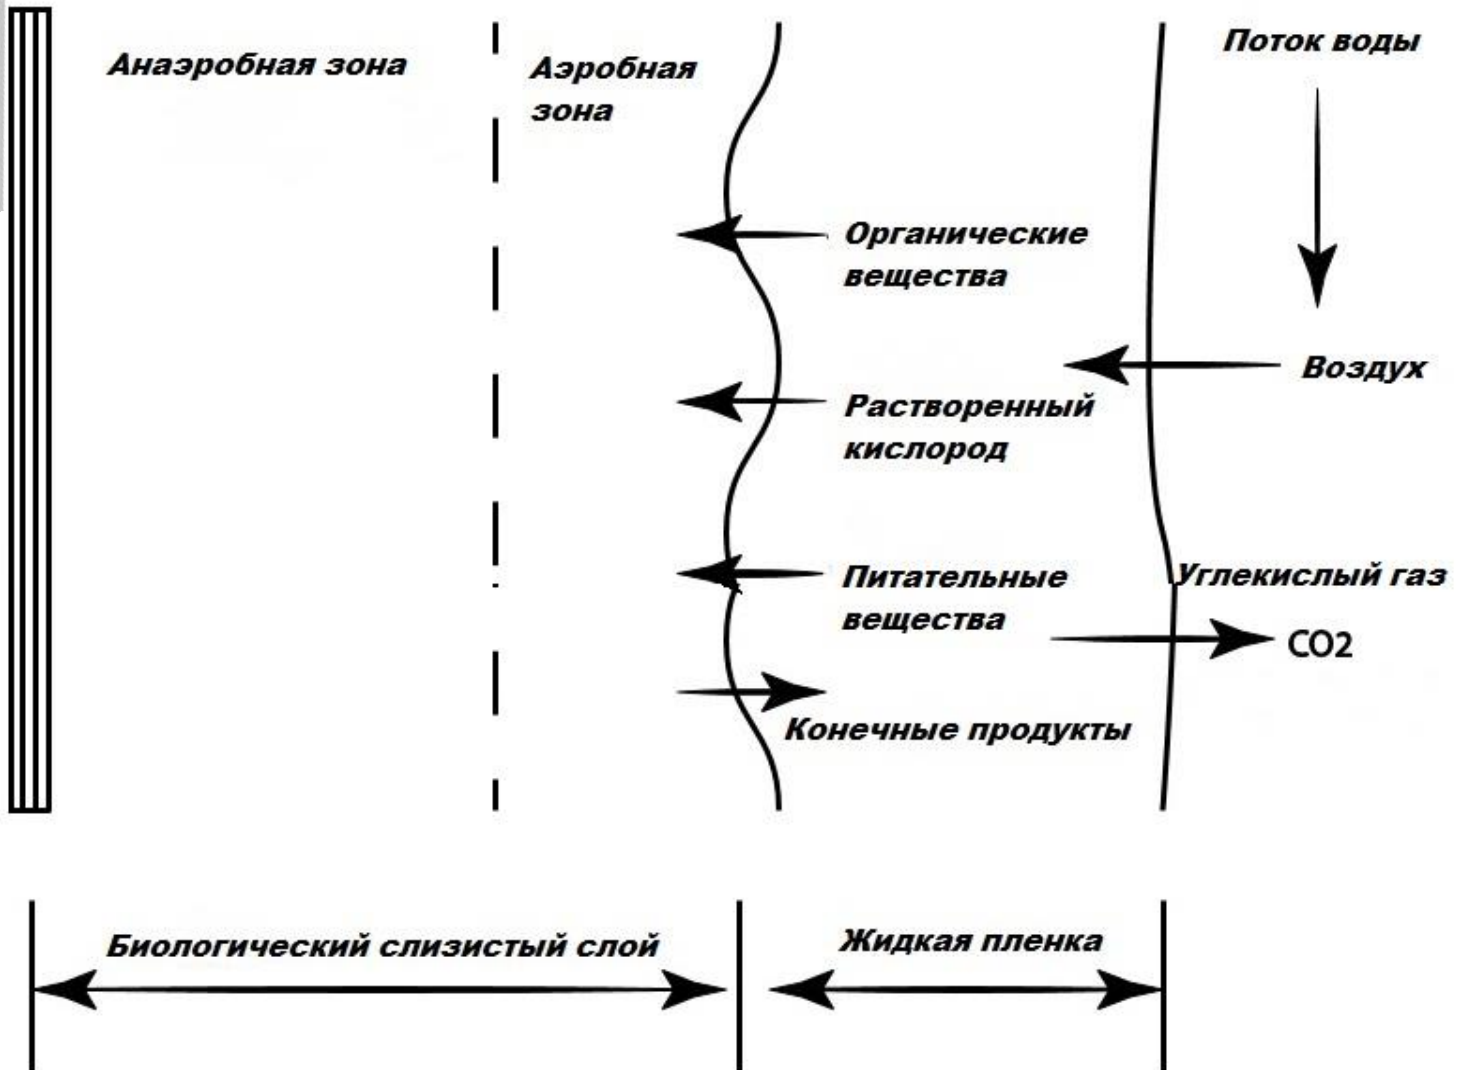 Анаэробная зона
Аэробная
зона
Поток воды
Органические
вещества
Воздух
Растворенный
кислород
Питательные
вещества
Углекислый газ
CO2
Конечные продукты
Биологический слизистый слой
Жидкая пленка